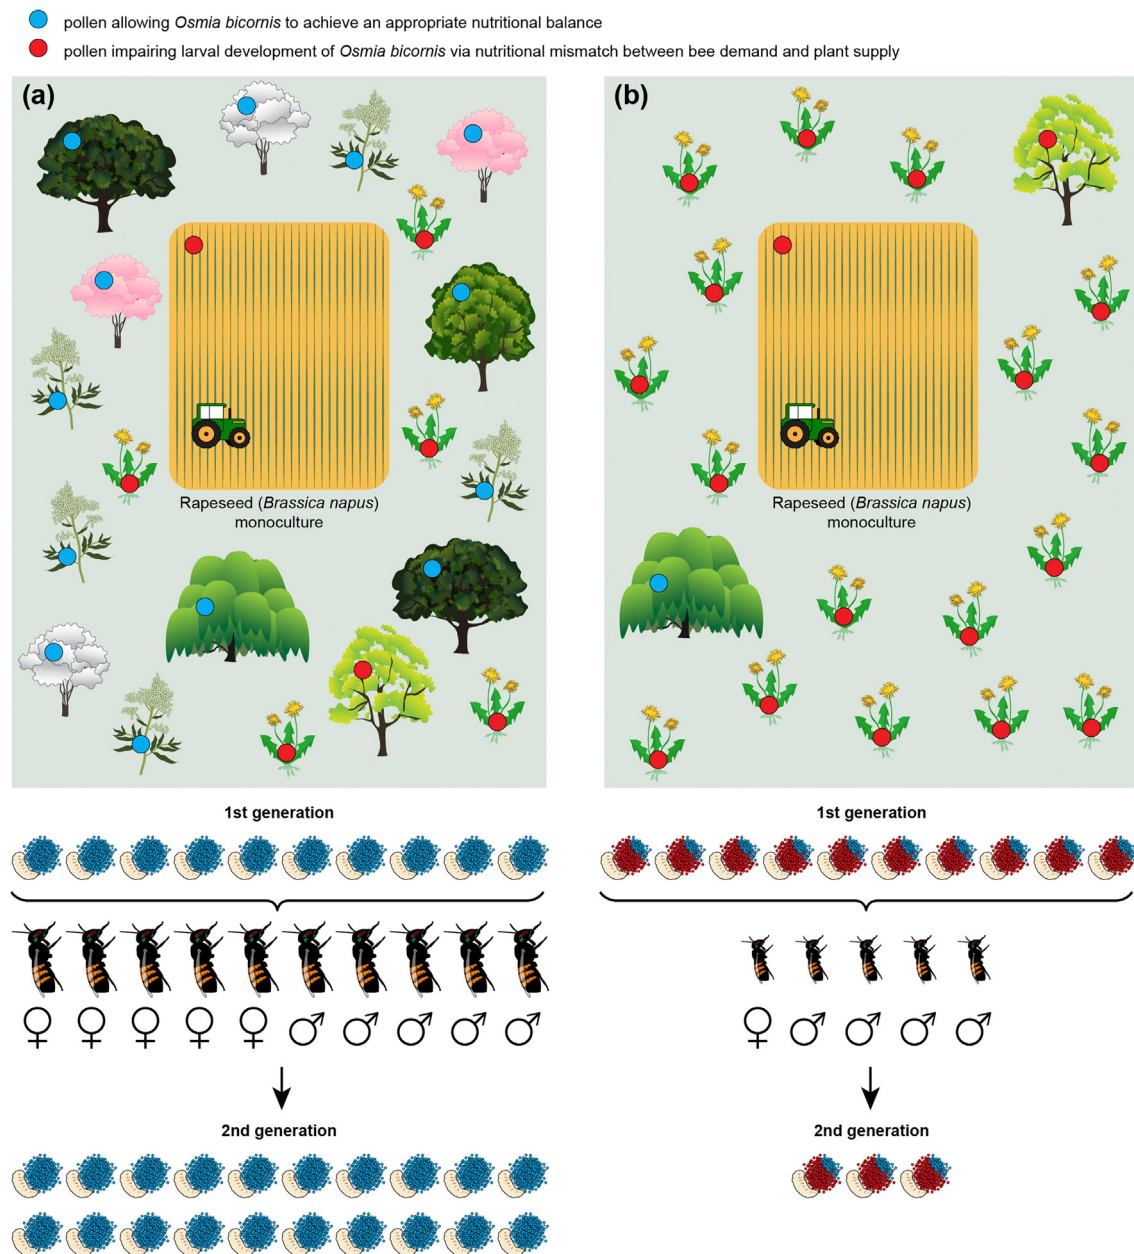 pollen allowing Osmia bicornis to achieve an appropriate nutritional balance
pollen impairing larval development of Osmia bicornis via nutritional mismatch between bee demand and plant supply
(a)
Rapeseed (Brassica napus)
monoculture
1st generation
2nd generation
(b)
Rapeseed (Brassica napus)
monoculture
1st generation
2nd generation